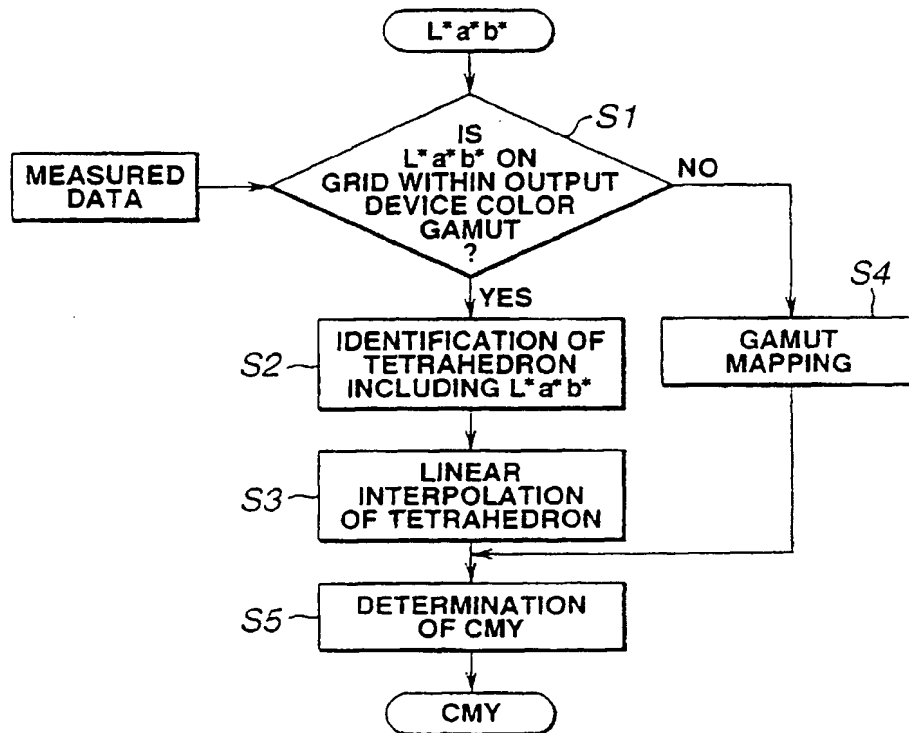 L*a*b*
S1
IS
L*a*b* ON
GRID WITHIN OUTPUT
DEVICE COLOR
GAMUT
?
MEASURED
DATA
NO
YES
S4
GAMUT
MAPPING
S2
IDENTIFICATION OF
TETRAHEDRON
INCLUDING L*a*b*
S3
LINEAR
INTERPOLATION
OF TETRAHEDRON
S5
DETERMINATION
OF CMY
CMY